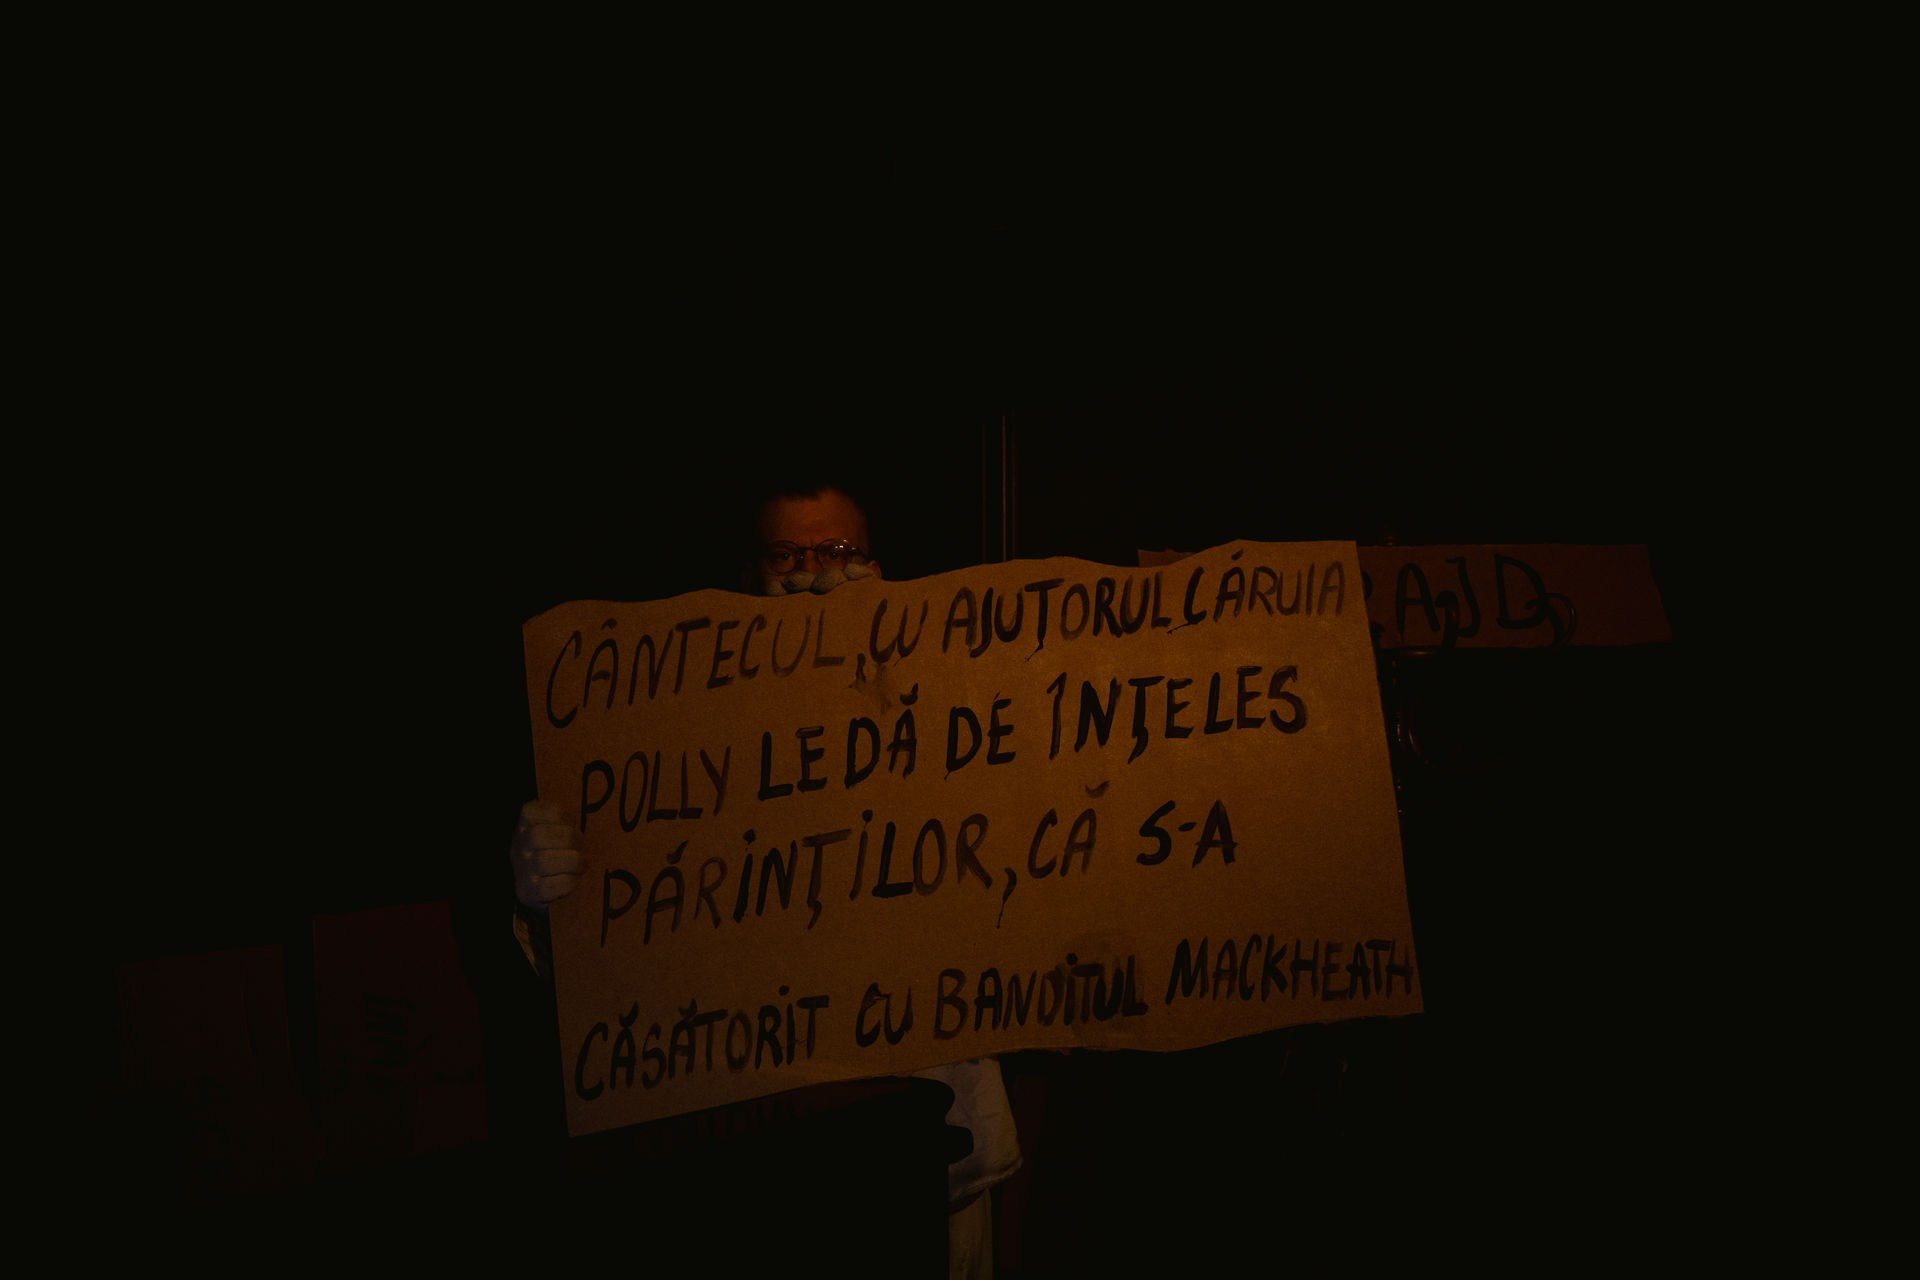 CÂNTECUL, CU AJUTORUL CĂRUIA
POLLY LE DĂ DE ÎNȚELES
PĂRINȚILOR, CĂ S-A
CĂSĂTORIT CU BANDITUL MACKHEATH